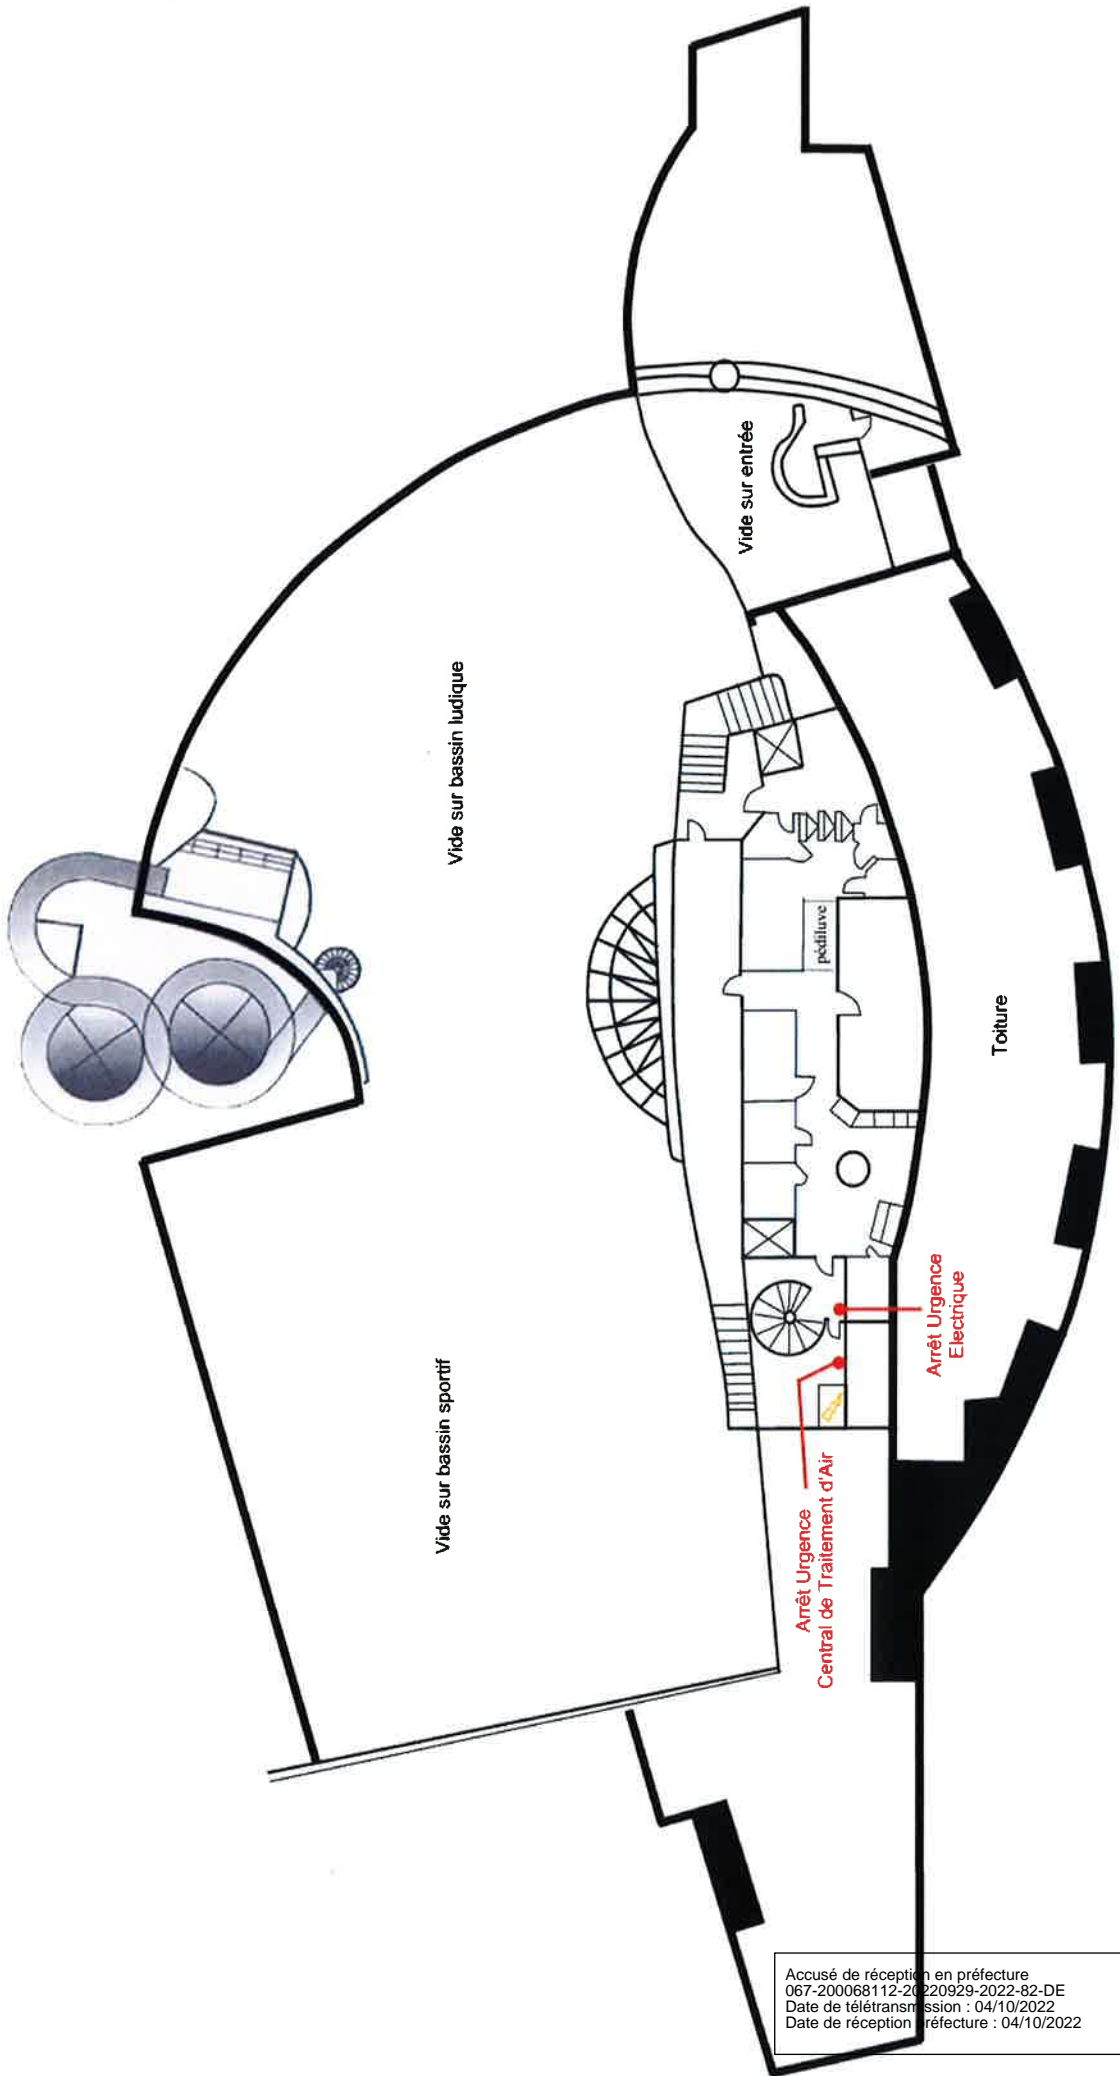 Vide sur entrée
Vide sur bassin ludique
pédiluve
Toiture
Vide sur bassin sportif
Arrêt Urgence
Electrique
Arrêt Urgence
Central de Traitement d'Air
Accusé de réception en préfecture
067-200068112-20220929-2022-82-DE
Date de télétransmission : 04/10/2022
Date de réception préfecture : 04/10/2022